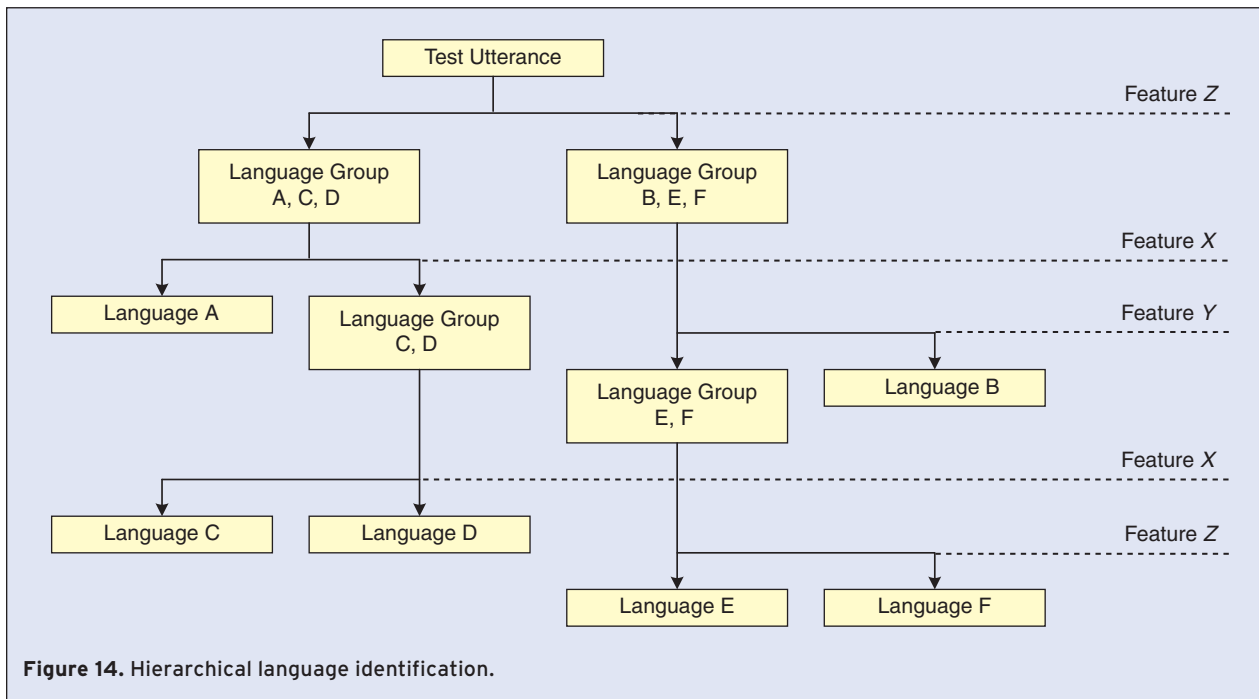 Test Utterance
Feature Z
Language Group
A, C, D
Language Group
B, E, F
Feature X
Language A
Language Group
C, D
Feature Y
Language Group
E, F
Language B
Feature X
Language C
Language D
Feature Z
Language E
Language F
Figure 14. Hierarchical language identification.